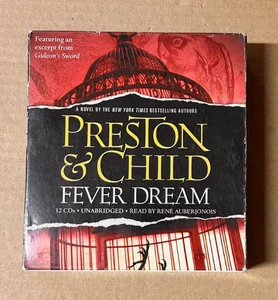 Featuring an
excerpt from
Gideon's Sword
A NOVEL BY THE NEW YORK TIMES BESTSELLING AUTHORS
PRESTON
& CHILD
FEVER DREAM
12 CDs • UNABRIDGED • READ BY RENÉ AUBERJONOIS